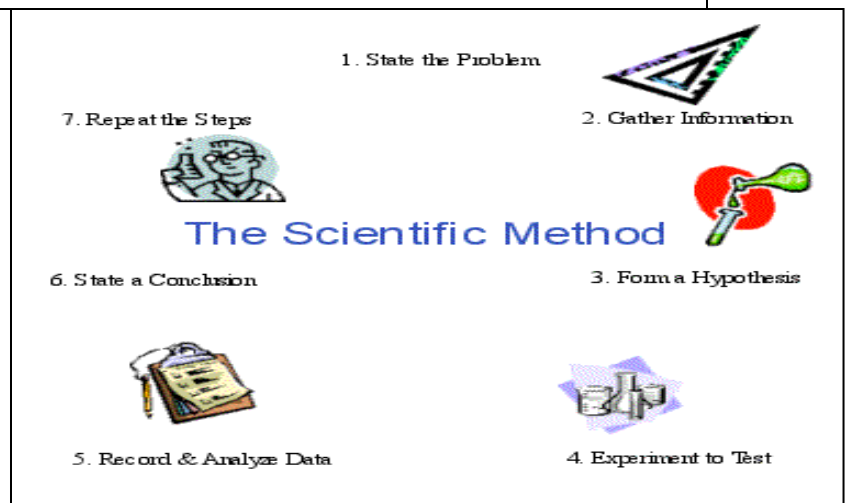 1. State the Problem
2. Gather Information
7. Repeat the Steps
The Scientific Method
3. Form a Hypothesis
6. State a Conclusion
4. Experiment to Test
5. Record & Analyze Data